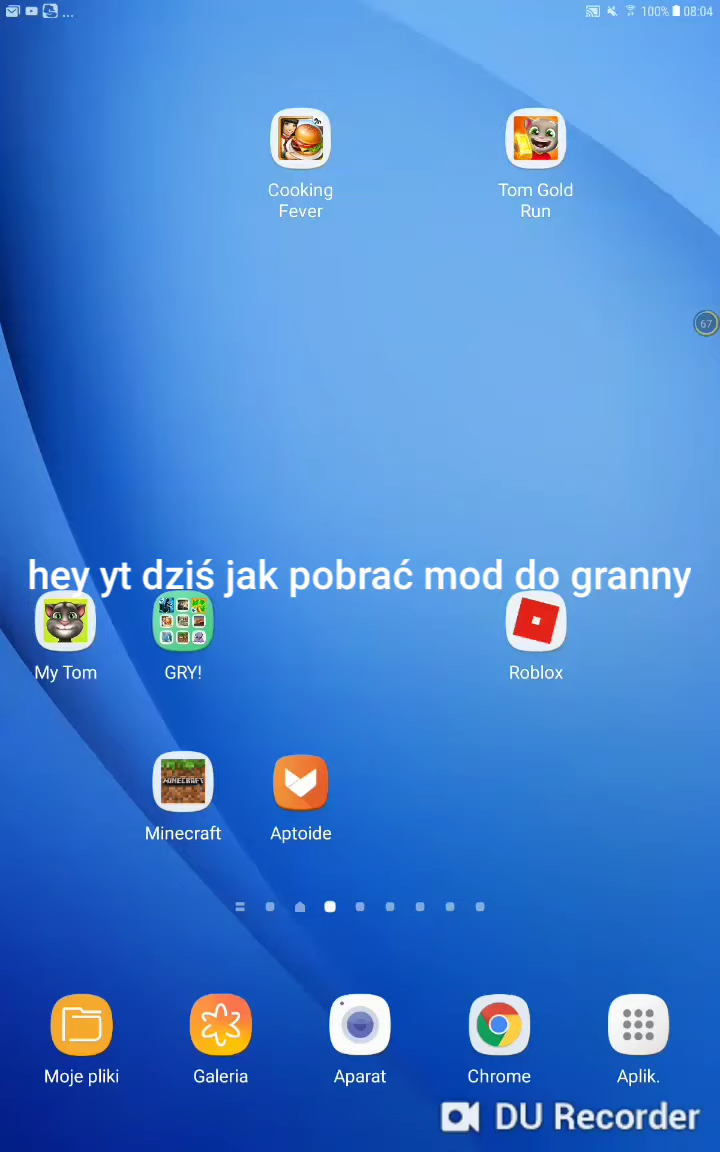 ... 100% 08:04
Cooking Fever
Tom Gold Run
67
hey yt dziś jak pobrać mod do granny
My Tom
GRY!
Roblox
MINECRAFT
Minecraft
Aptoide
Moje pliki
Galeria
Aparat
Chrome
Aplik.
DU Recorder